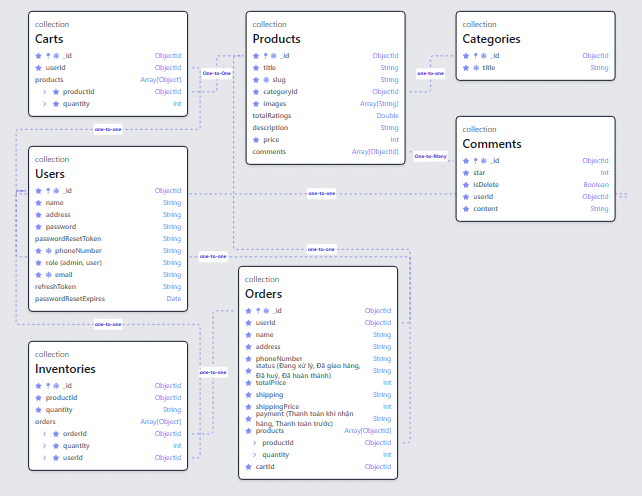 collection
Carts
_id ObjectId
userId ObjectId
products Array[Object]
productId ObjectId
quantity Int
collection
Products
_id ObjectId
title String
slug String
categoryId ObjectId
images Array[String]
totalRatings Double
description String
price Int
comments Array[ObjectId]
collection
Categories
_id ObjectId
title String
One-to-One
one-to-one
one-to-one
One-to-Many
collection
Comments
_id ObjectId
star Int
isDelete Boolean
userId ObjectId
content String
collection
Users
_id ObjectId
name String
address String
password String
passwordResetToken String
phoneNumber String
role (admin, user) String
email String
refreshToken String
passwordResetExpires Date
one-to-one
one-to-one
one-to-one
one-to-one
one-to-one
collection
Orders
_id ObjectId
userId ObjectId
name String
address String
phoneNumber String
status (Đang xử lý, Đã giao hàng,
Đã huỷ, Đã hoàn thành) String
totalPrice Int
shipping String
shippingPrice Int
payment (Thanh toán khi nhận
hàng, Thanh toán trước) String
products Array[ObjectId]
productId ObjectId
quantity Int
cartId ObjectId
collection
Inventories
_id ObjectId
productId ObjectId
quantity String
orders Array[Object]
orderId ObjectId
quantity Int
userId ObjectId